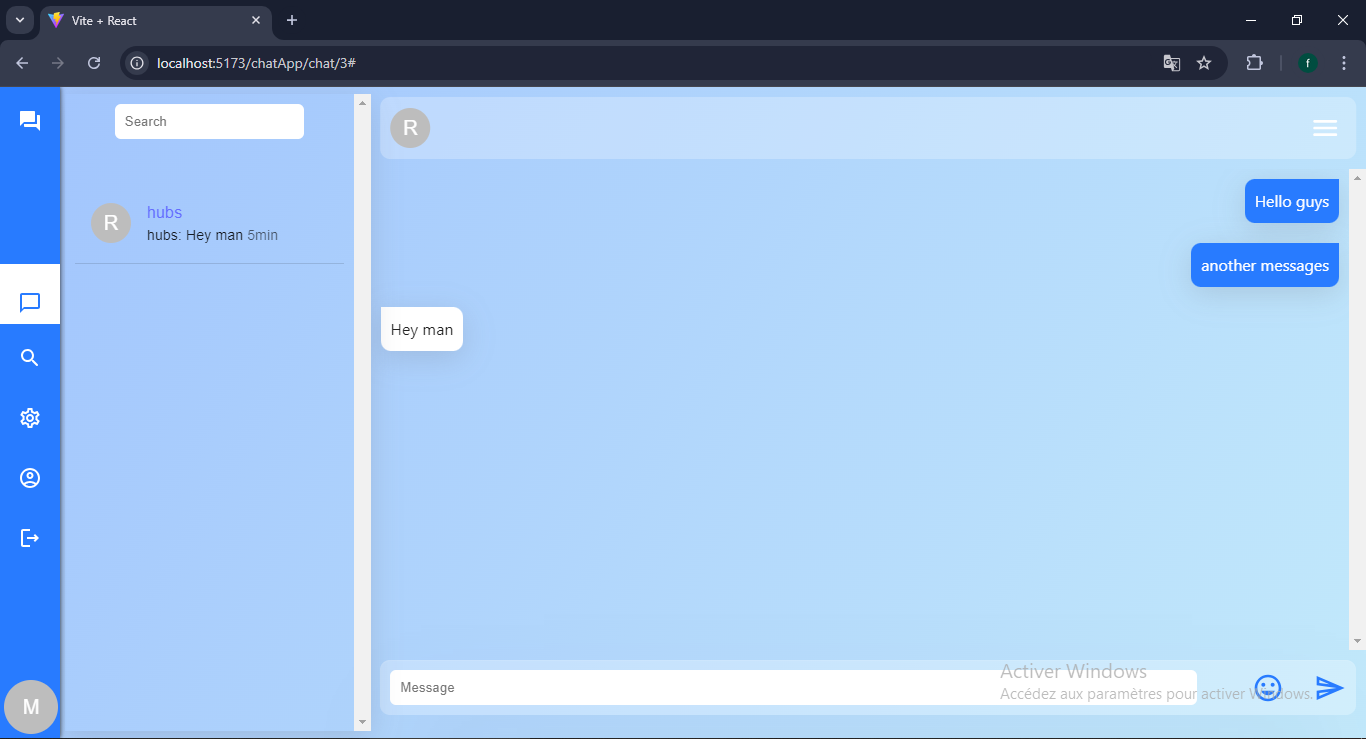 Vite + React
localhost:5173/chatApp/chat/3#
f
Search
R
hubs
hubs: Hey man 5min
R
Hello guys
another messages
Hey man
Message
Activer Windows
Accédez aux paramètres pour activer Windows.
M